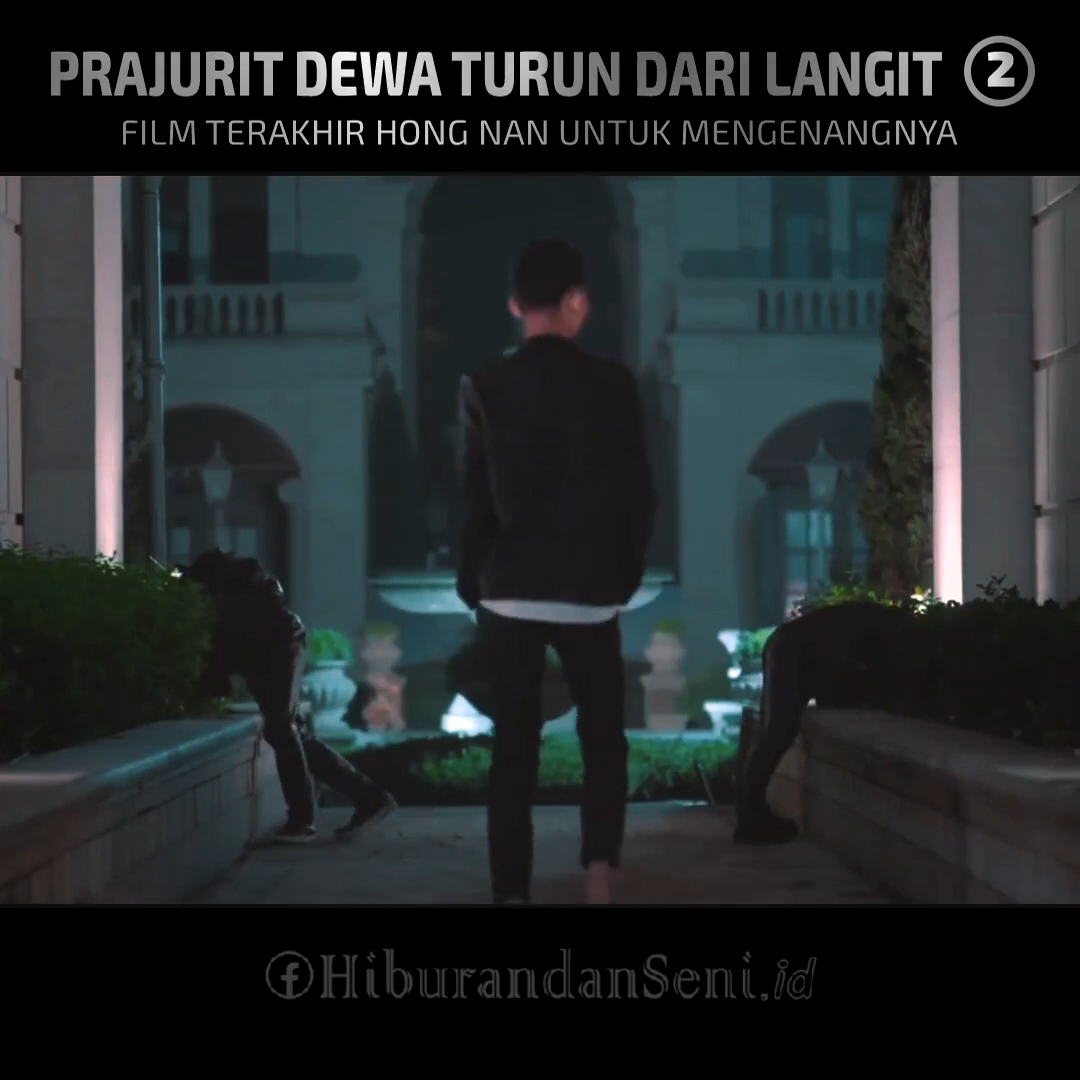 PRAJURIT DEWA TURUN DARI LANGIT 2
FILM TERAKHIR HONG NAN UNTUK MENGENANGNYA
HiburandanSeni.id